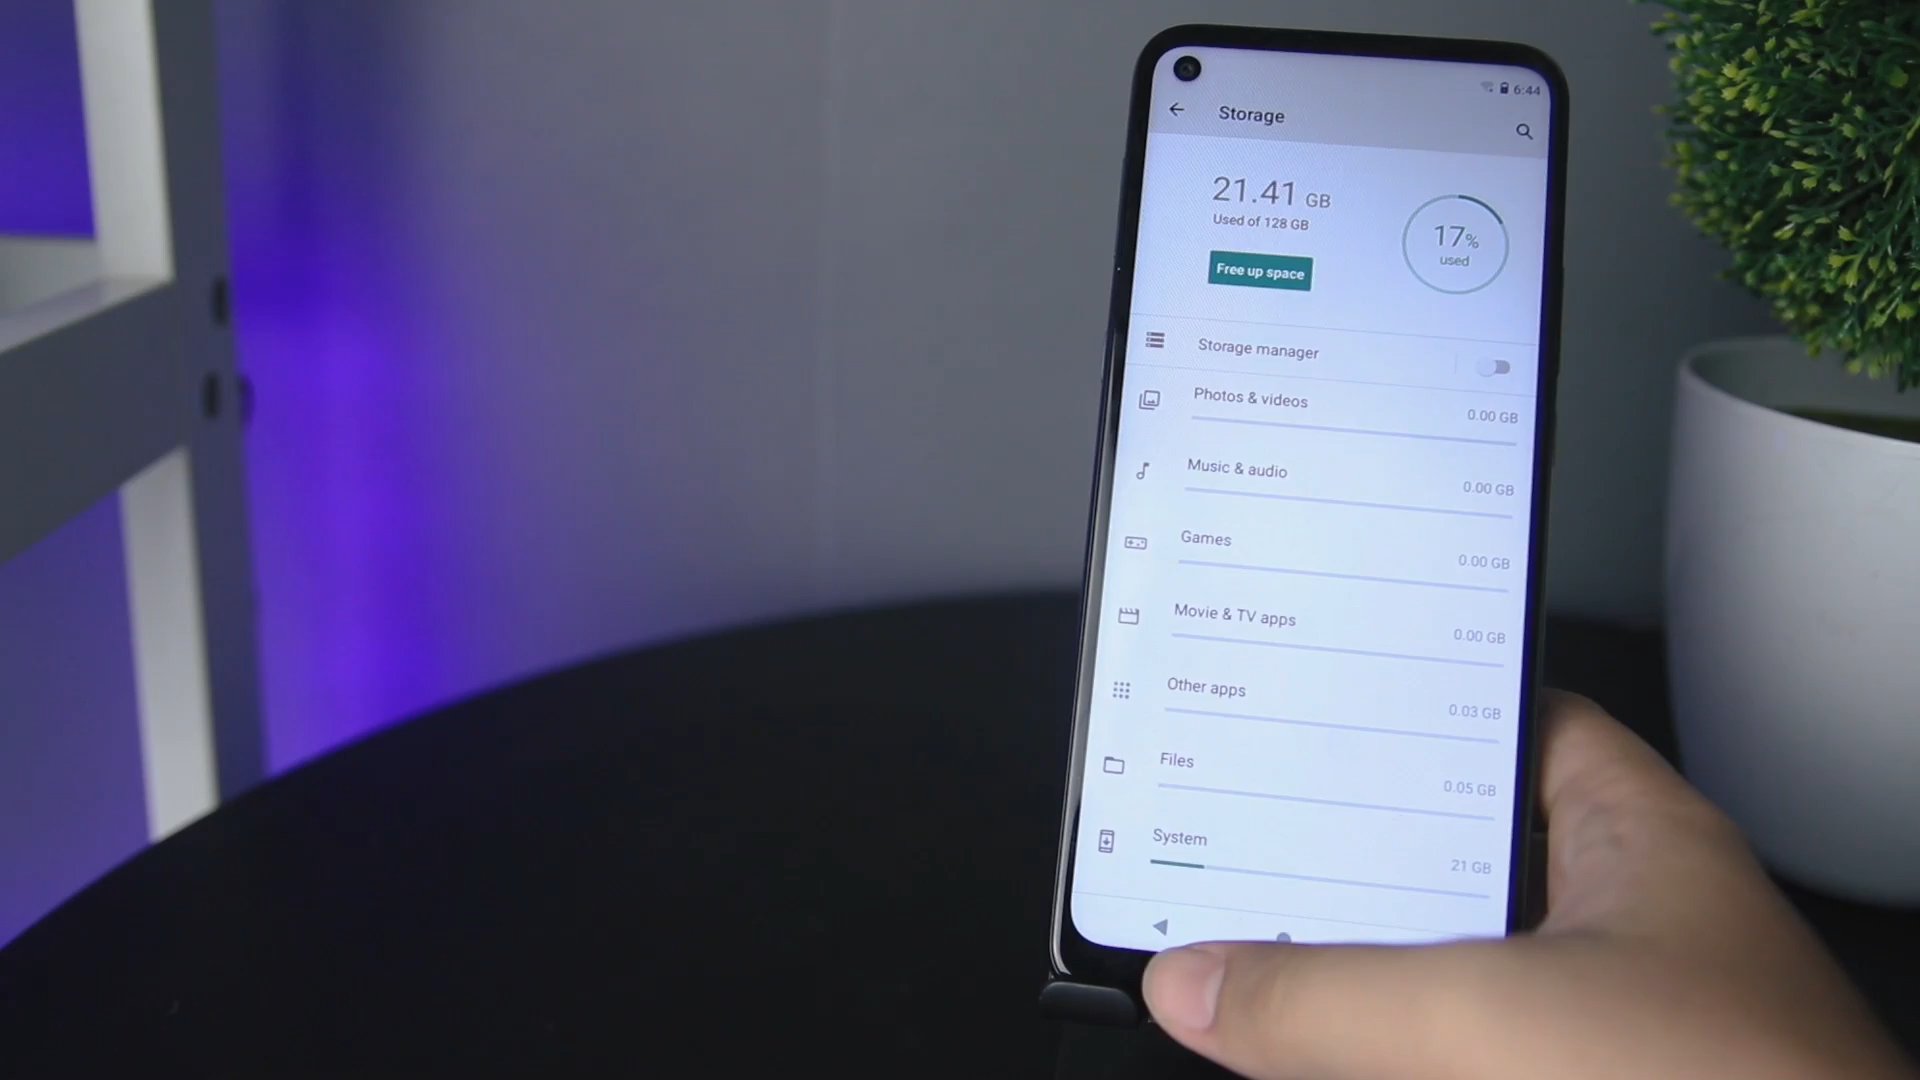 6:44
Storage
21.41 GB
Used of 128 GB
17%
used
Free up space
Storage manager
Photos & videos
0.00 GB
Music & audio
0.00 GB
Games
0.00 GB
Movie & TV apps
0.00 GB
Other apps
0.03 GB
Files
0.05 GB
System
21 GB